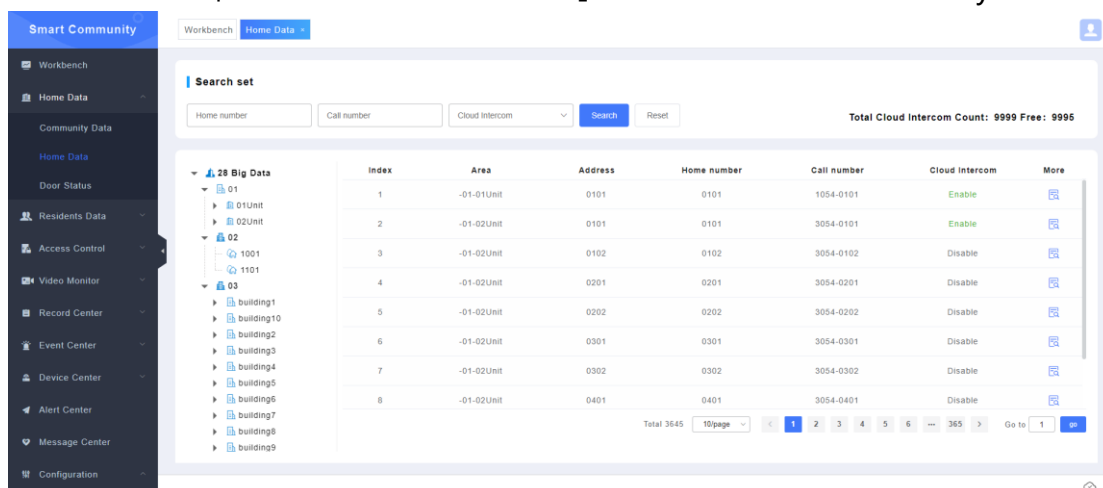 Smart Community
Workbench
Home Data
Community Data
Home Data
Door Status
Residents Data
Access Control
Video Monitor
Record Center
Event Center
Device Center
Alert Center
Message Center
Configuration
Workbench Home Data ×
Search set
Home number Call number Cloud Intercom Search Reset Total Cloud Intercom Count: 9999 Free: 9995
28 Big Data
01
01Unit
02Unit
02
1001
1101
03
building1
building10
building2
building3
building4
building5
building6
building7
building8
building9
Index Area Address Home number Call number Cloud Intercom More
1 -01-01Unit 0101 0101 1054-0101 Enable
2 -01-02Unit 0101 0101 3054-0101 Enable
3 -01-02Unit 0102 0102 3054-0102 Disable
4 -01-02Unit 0201 0201 3054-0201 Disable
5 -01-02Unit 0202 0202 3054-0202 Disable
6 -01-02Unit 0301 0301 3054-0301 Disable
7 -01-02Unit 0302 0302 3054-0302 Disable
8 -01-02Unit 0401 0401 3054-0401 Disable
Total 3645 10/page < 1 2 3 4 5 6 ••• 365 > Go to 1 go